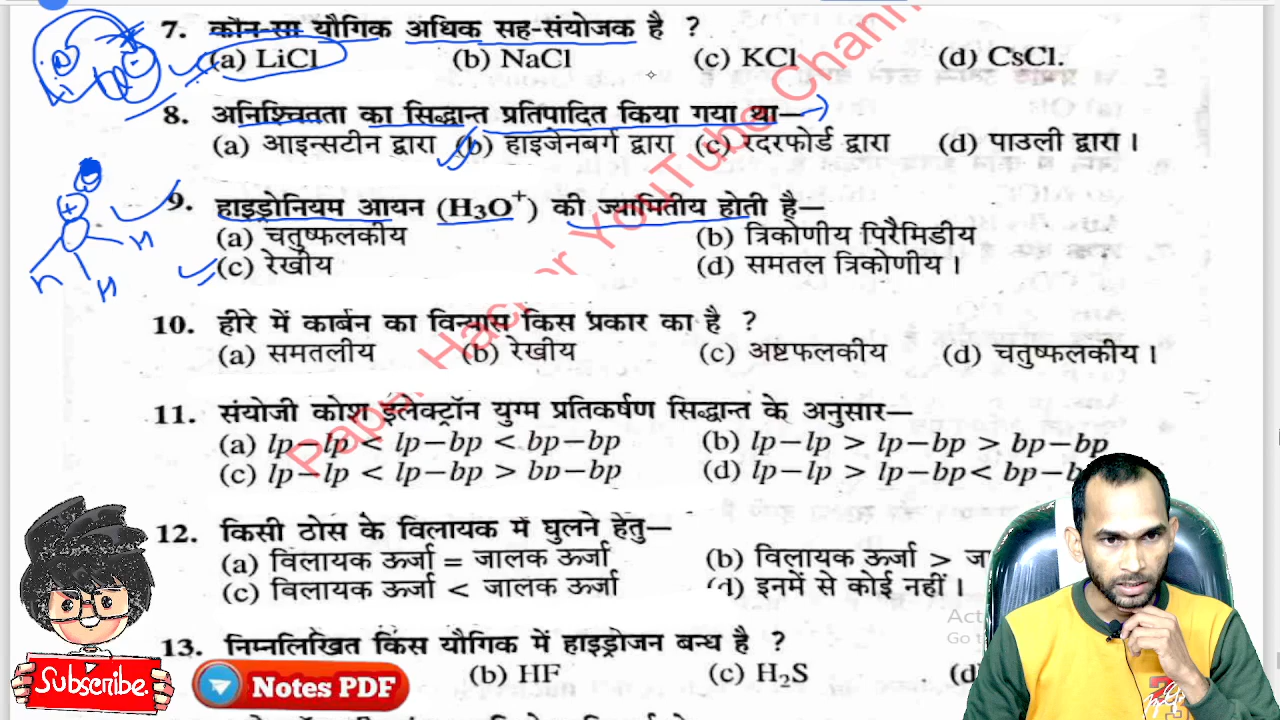 7. कौन-सा यौगिक अधिक सह-संयोजक है ?
(a) LiCl (b) NaCl (c) KCl (d) CsCl.
8. अनिश्चितता का सिद्धान्त प्रतिपादित किया गया था—
(a) आइन्सटीन द्वारा (b) हाइजेनबर्ग द्वारा (c) रदरफोर्ड द्वारा (d) पाउली द्वारा ।
9. हाइड्रोनियम आयन (H₃O⁺) की ज्यामितीय होती है—
(a) चतुष्फलकीय (b) त्रिकोणीय पिरैमिडीय
(c) रेखीय (d) समतल त्रिकोणीय ।
H H H
10. हीरे में कार्बन का विन्यास किस प्रकार का है ?
(a) समतलीय (b) रेखीय (c) अष्टफलकीय (d) चतुष्फलकीय ।
11. संयोजी कोश इलेक्ट्रॉन युग्म प्रतिकर्षण सिद्धान्त के अनुसार—
(a) lp–lp < lp–bp < bp–bp (b) lp–lp > lp–bp > bp–bp
(c) lp–lp < lp–bp > bp–bp (d) lp–lp > lp–bp < bp–
12. किसी ठोस के विलायक में घुलने हेतु—
(a) विलायक ऊर्जा = जालक ऊर्जा (b) विलायक ऊर्जा >
(c) विलायक ऊर्जा < जालक ऊर्जा (d) इनमें से कोई नहीं ।
13. निम्नलिखित किस यौगिक में हाइड्रोजन बन्ध है ?
(b) HF (c) H₂S (d)
Subscribe.
Notes PDF
YouTube